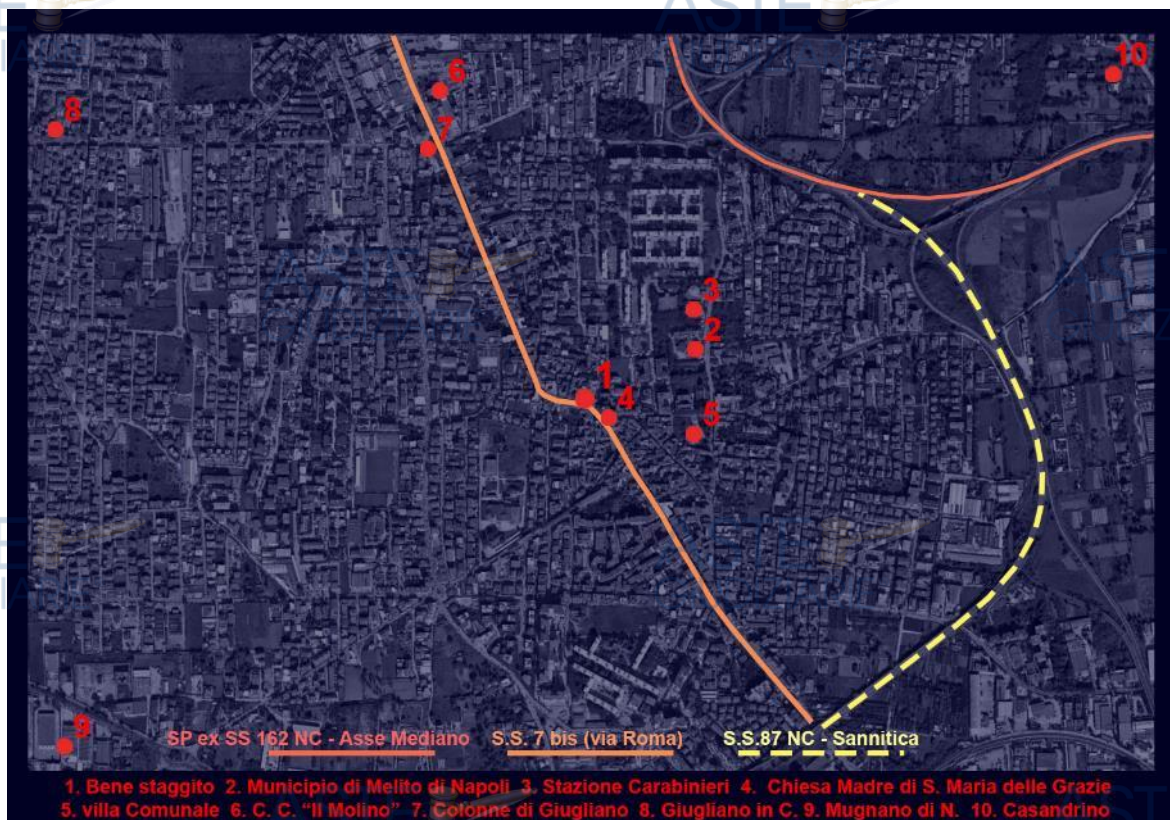 10
6
8
7
3
2
1
4
5
9
SP ex SS 162 NC - Asse Mediano S.S. 7 bis (via Roma) S.S.87 NC - Sannitica
1. Bene staggito 2. Municipio di Melito di Napoli 3. Stazione Carabinieri 4. Chiesa Madre di S. Maria delle Grazie
5. villa Comunale 6. C. C. "Il Molino" 7. Colonne di Giugliano 8. Giugliano in C. 9. Mugnano di N. 10. Casandrino
ASTE
ASTE
ASTE